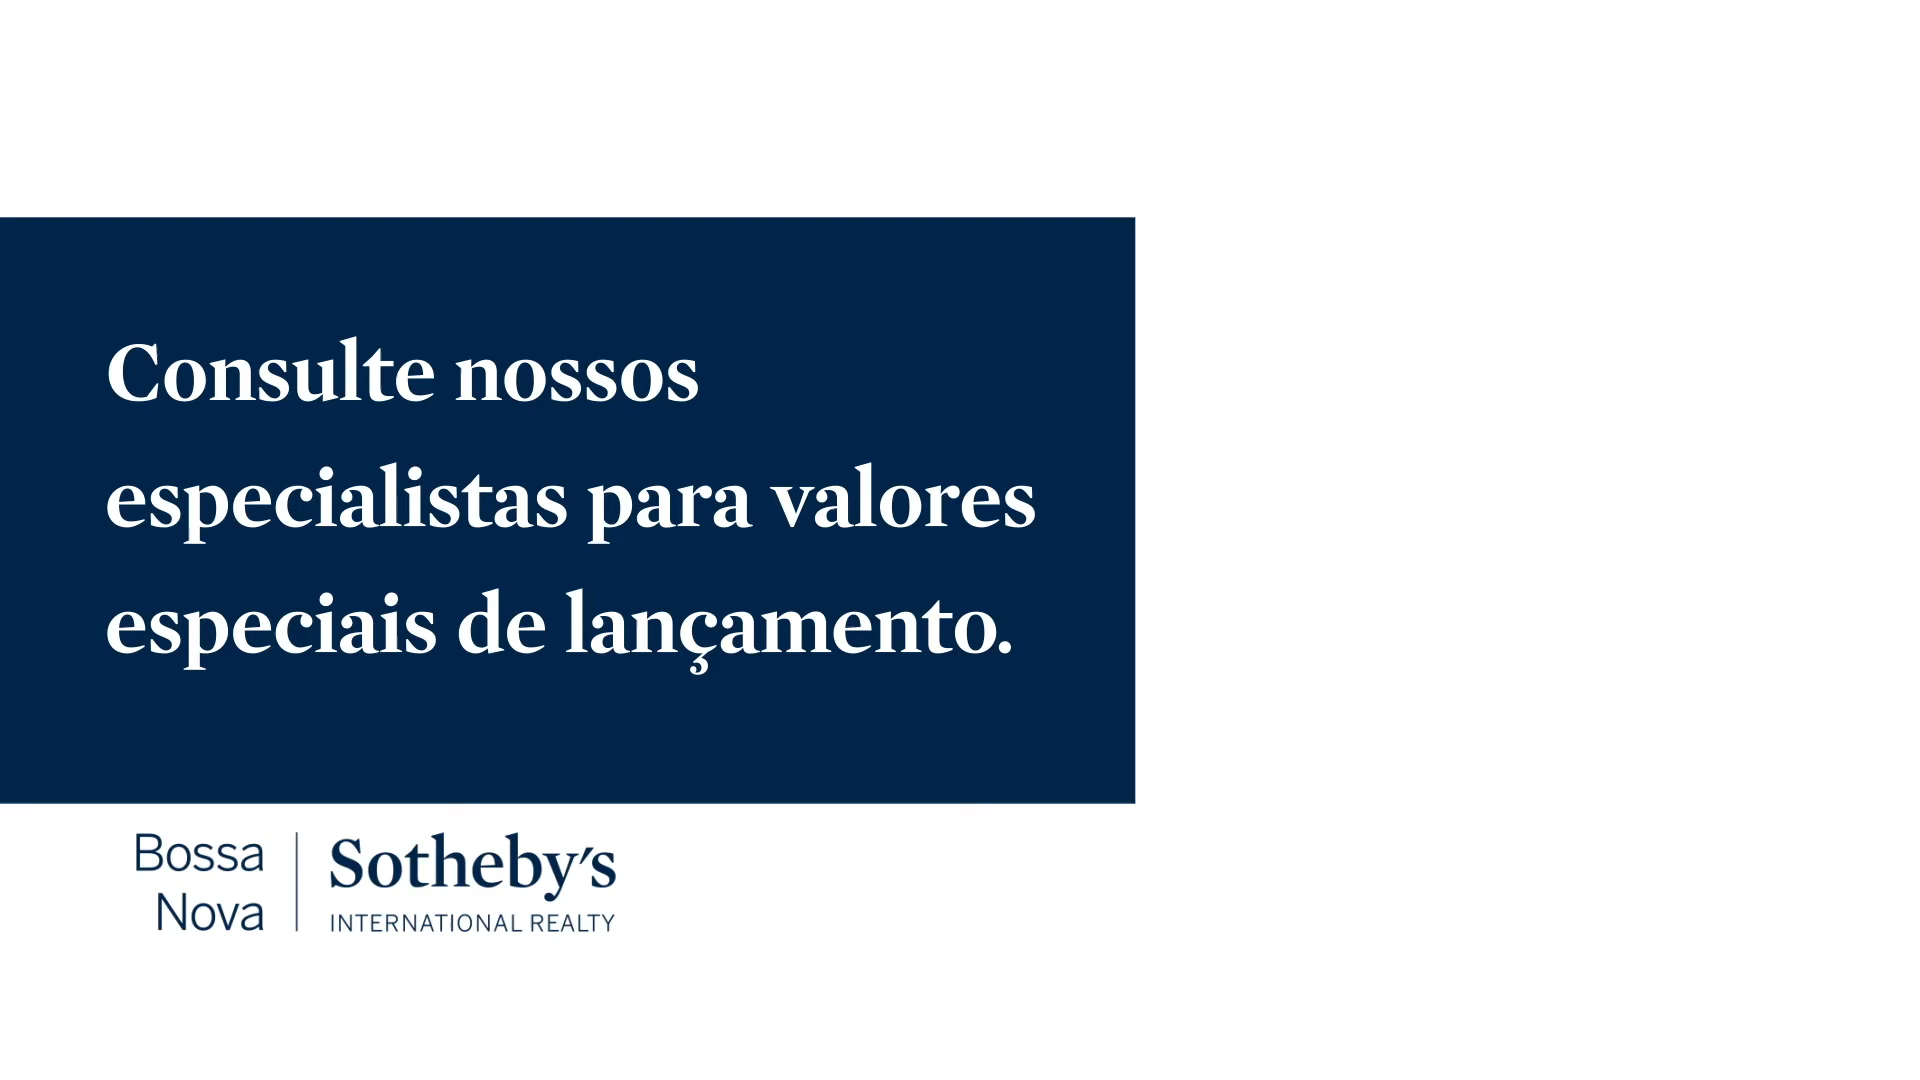 Consulte nossos
especialistas para valores
especiais de lançamento.
Bossa
Nova
Sotheby's
INTERNATIONAL REALTY